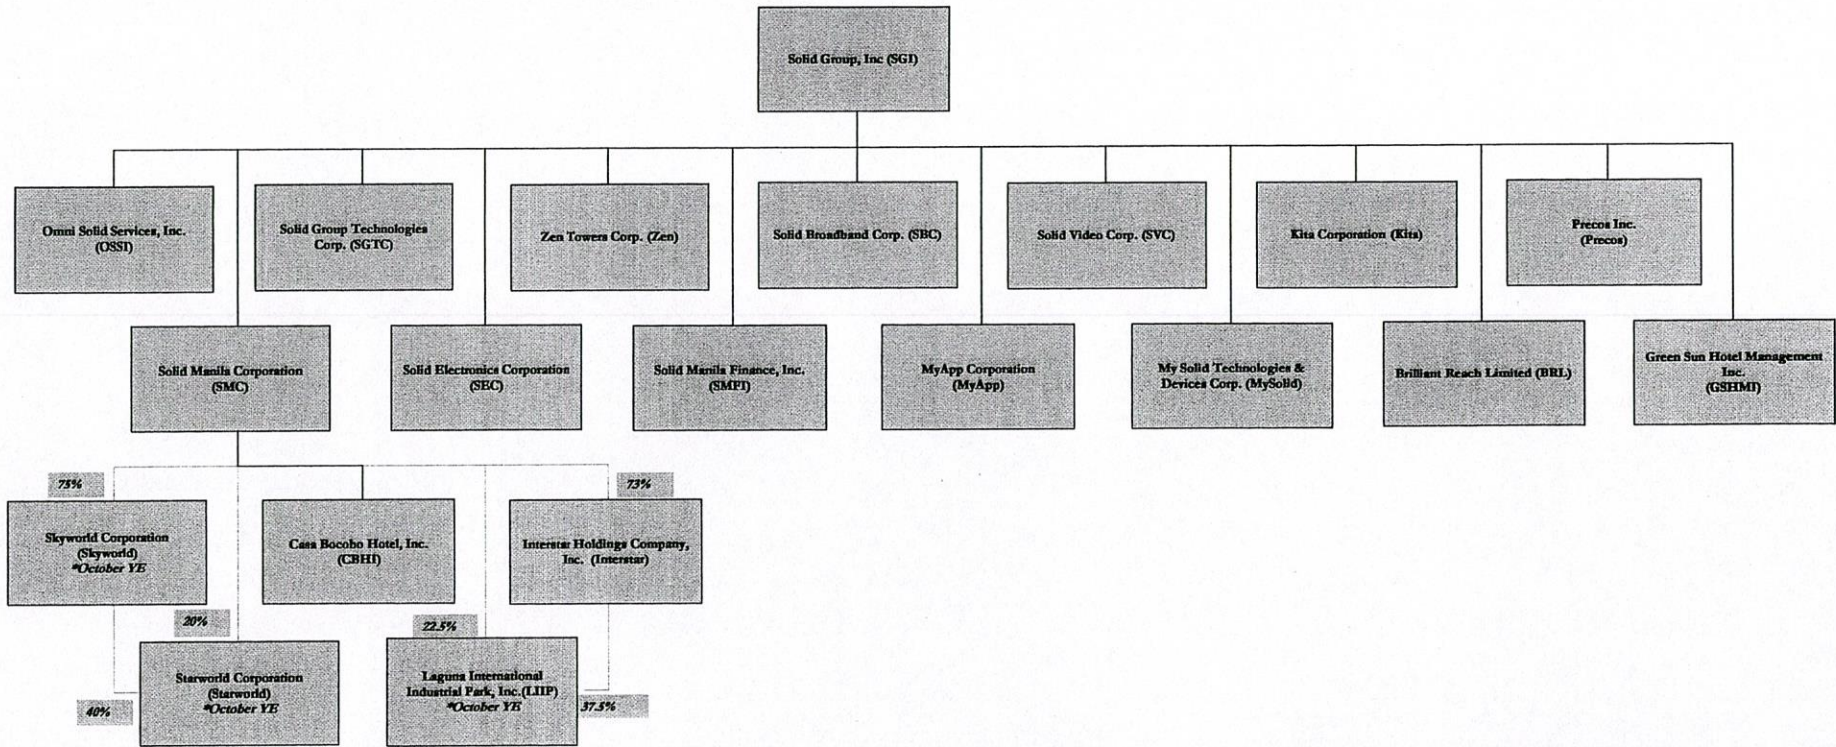 Solid Group, Inc (SGI)
Omni Solid Services, Inc.
(OSSI)
Solid Group Technologies
Corp. (SGTC)
Zen Towers Corp. (Zen)
Solid Broadband Corp. (SBC)
Solid Video Corp. (SVC)
Kita Corporation (Kita)
Precos Inc.
(Precos)
Solid Manila Corporation
(SMC)
Solid Electronics Corporation
(SEC)
Solid Manila Finance, Inc.
(SMFI)
MyApp Corporation
(MyApp)
My Solid Technologies &
Devices Corp. (MySolid)
Brilliant Reach Limited (BRL)
Green Sun Hotel Management
Inc.
(GSHMI)
75%
73%
Skyworld Corporation
(Skyworld)
*October YE
Casa Bocobo Hotel, Inc.
(CBHI)
Interstar Holdings Company,
Inc. (Interstar)
20%
22.5%
Starworld Corporation
(Starworld)
*October YE
Laguna International
Industrial Park, Inc.(LIIP)
*October YE
40%
37.5%